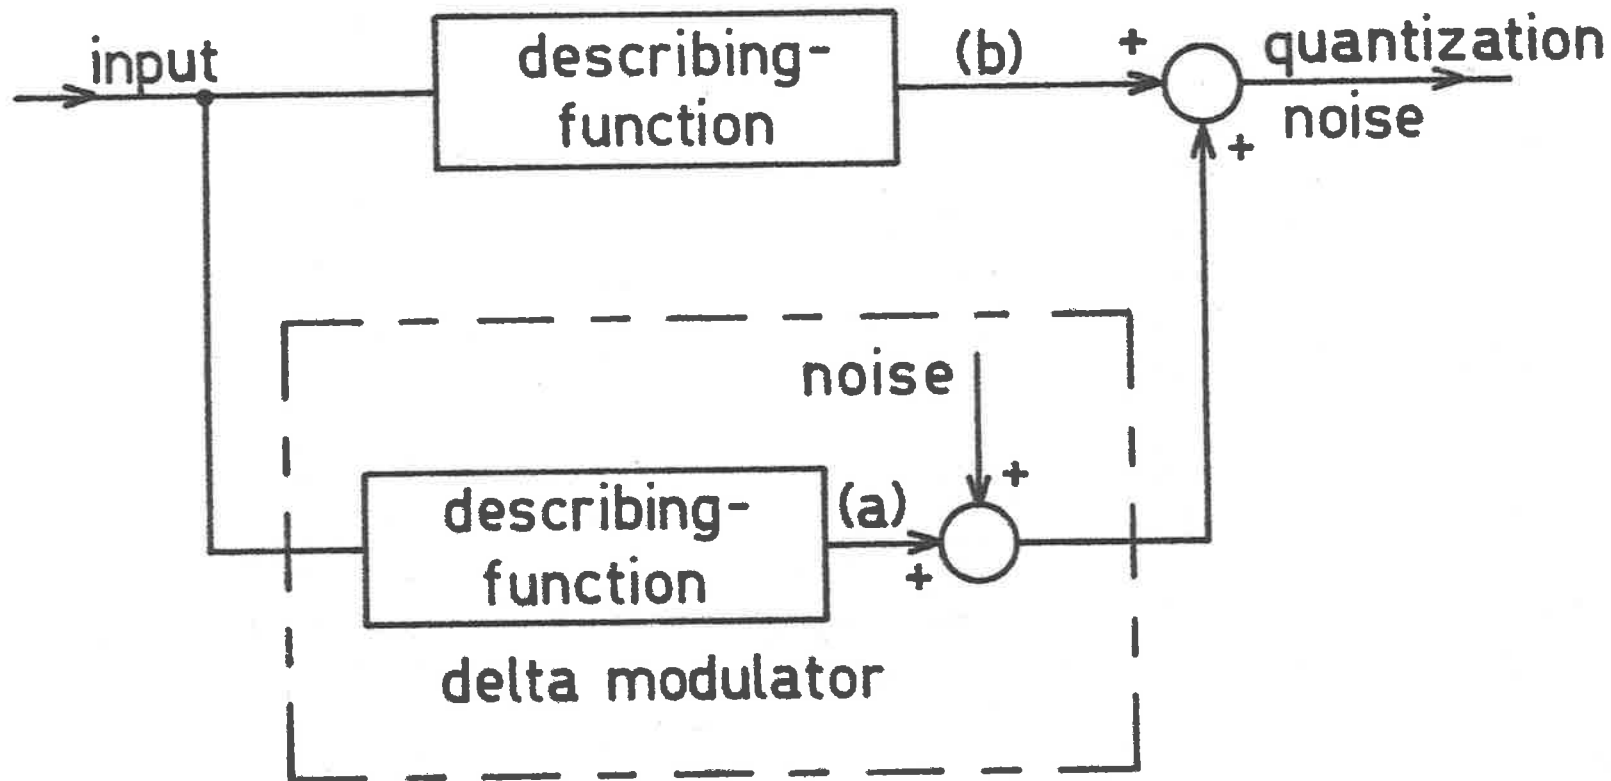 input
describing-
function
(b)
+
quantization
noise
+
noise
+
describing-
function
(a)
+
delta modulator